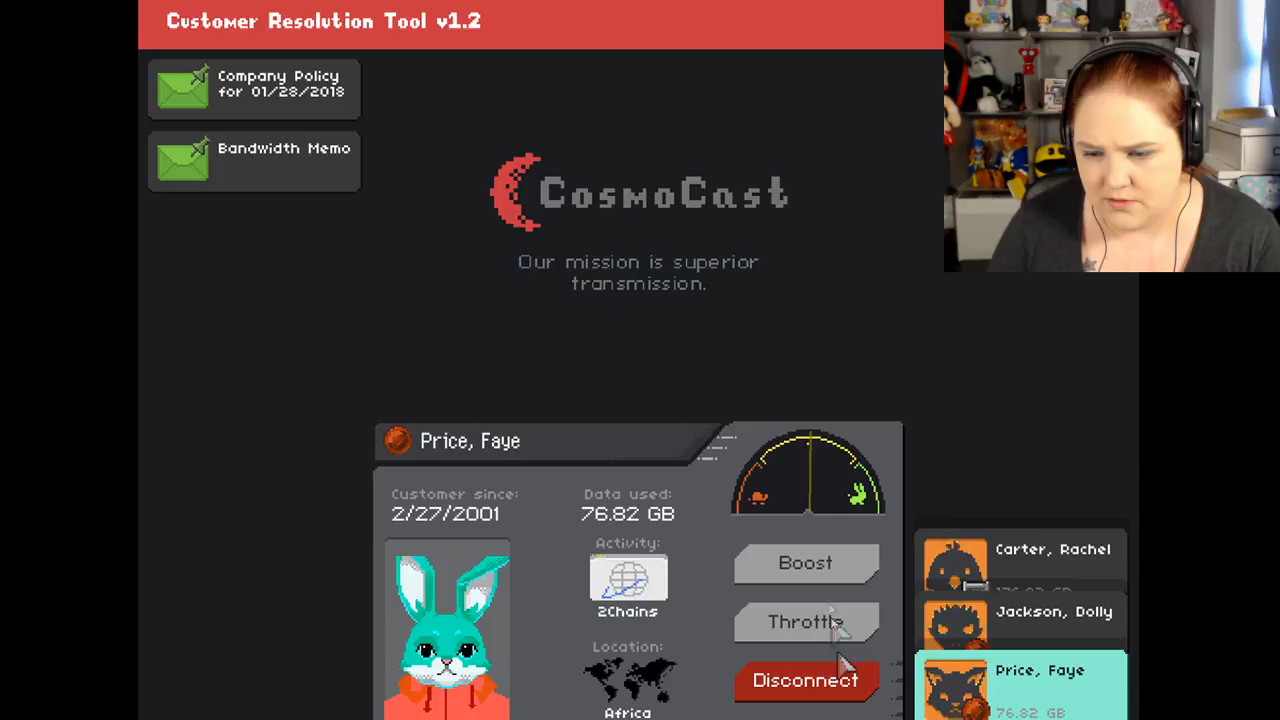 Customer Resolution Tool v1.2
Company Policy
for 01/28/2018
Bandwidth Memo
CosmoCast
Our mission is superior
transmission.
Price, Faye
Customer since:
2/27/2001
Data used:
76.82 GB
Activity:
2Chains
Location:
Africa
Boost
Throttle
Disconnect
Carter, Rachel
Jackson, Dolly
Price, Faye
76.82 GB